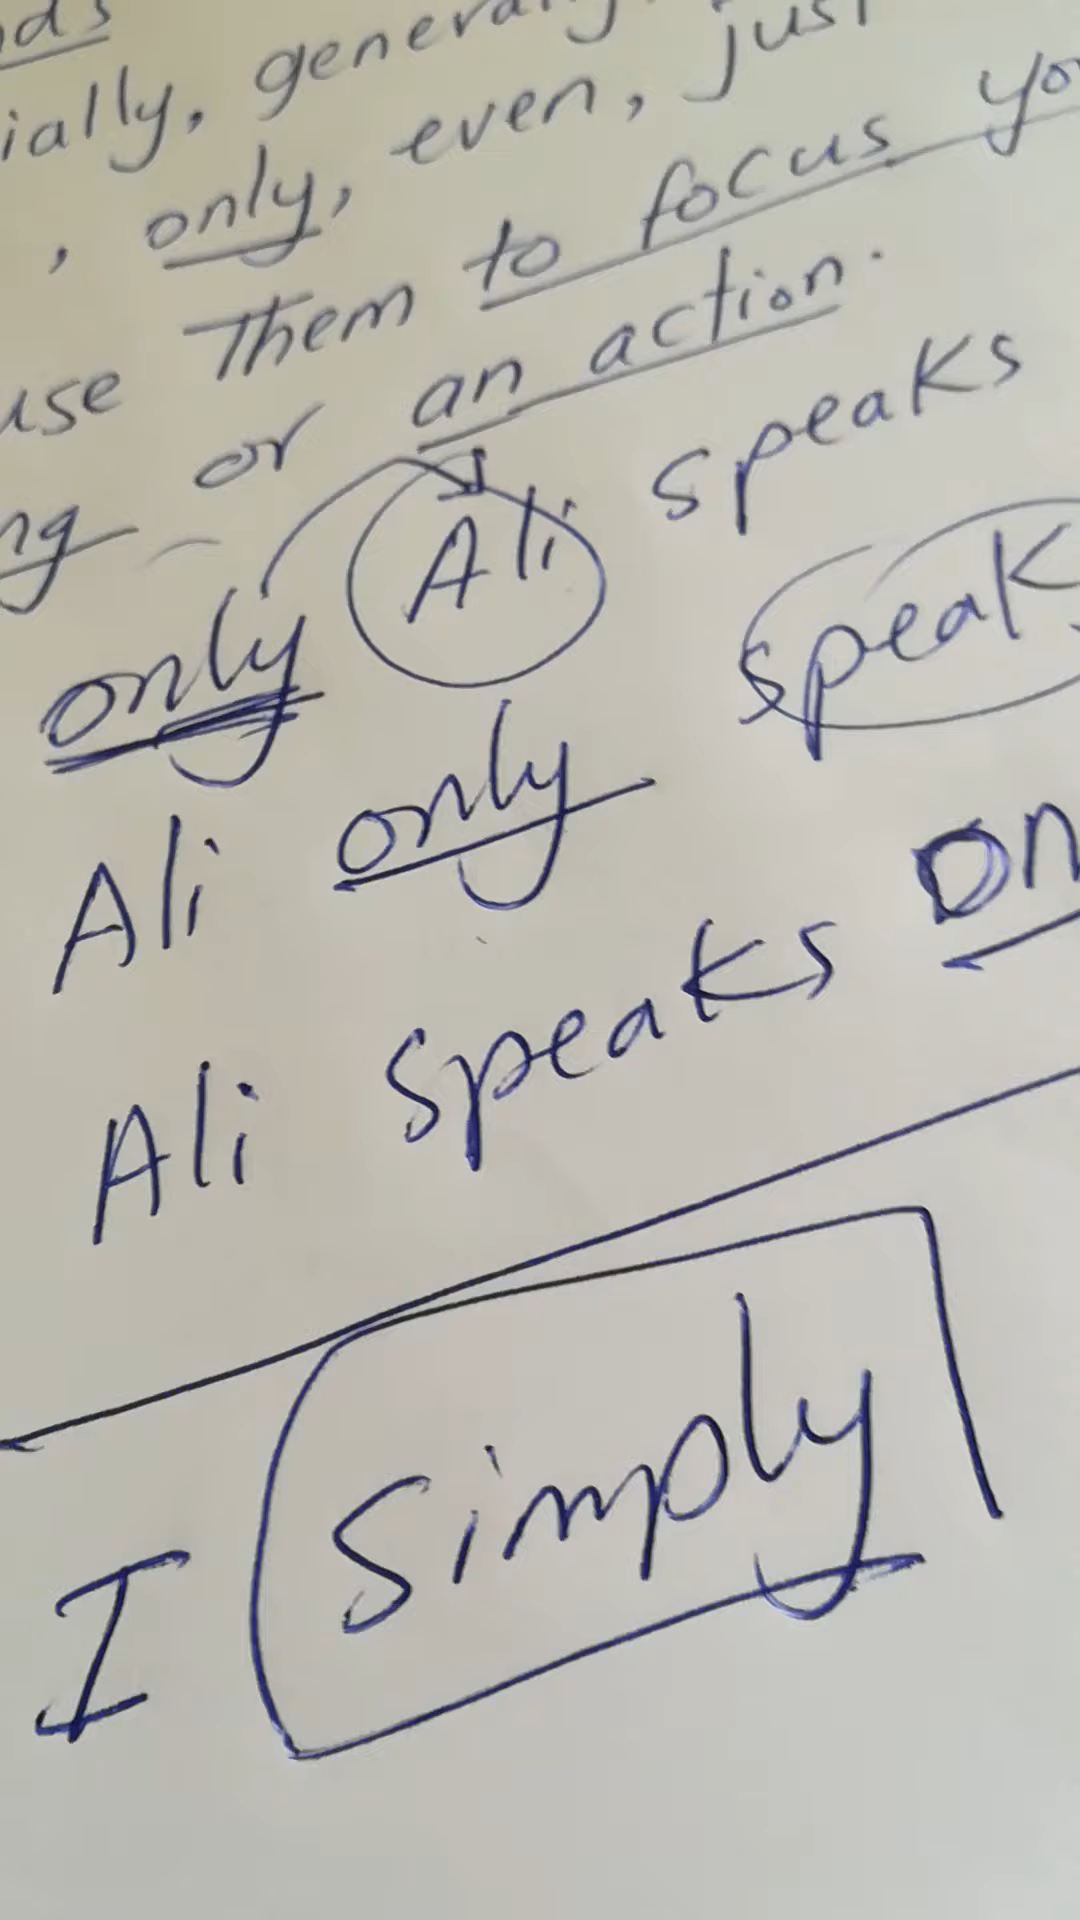 ially, general
, only, even, just
use Them to focus yo
ng or an action.
only Ali speaks
Ali only speak
Ali speaks on
I simply